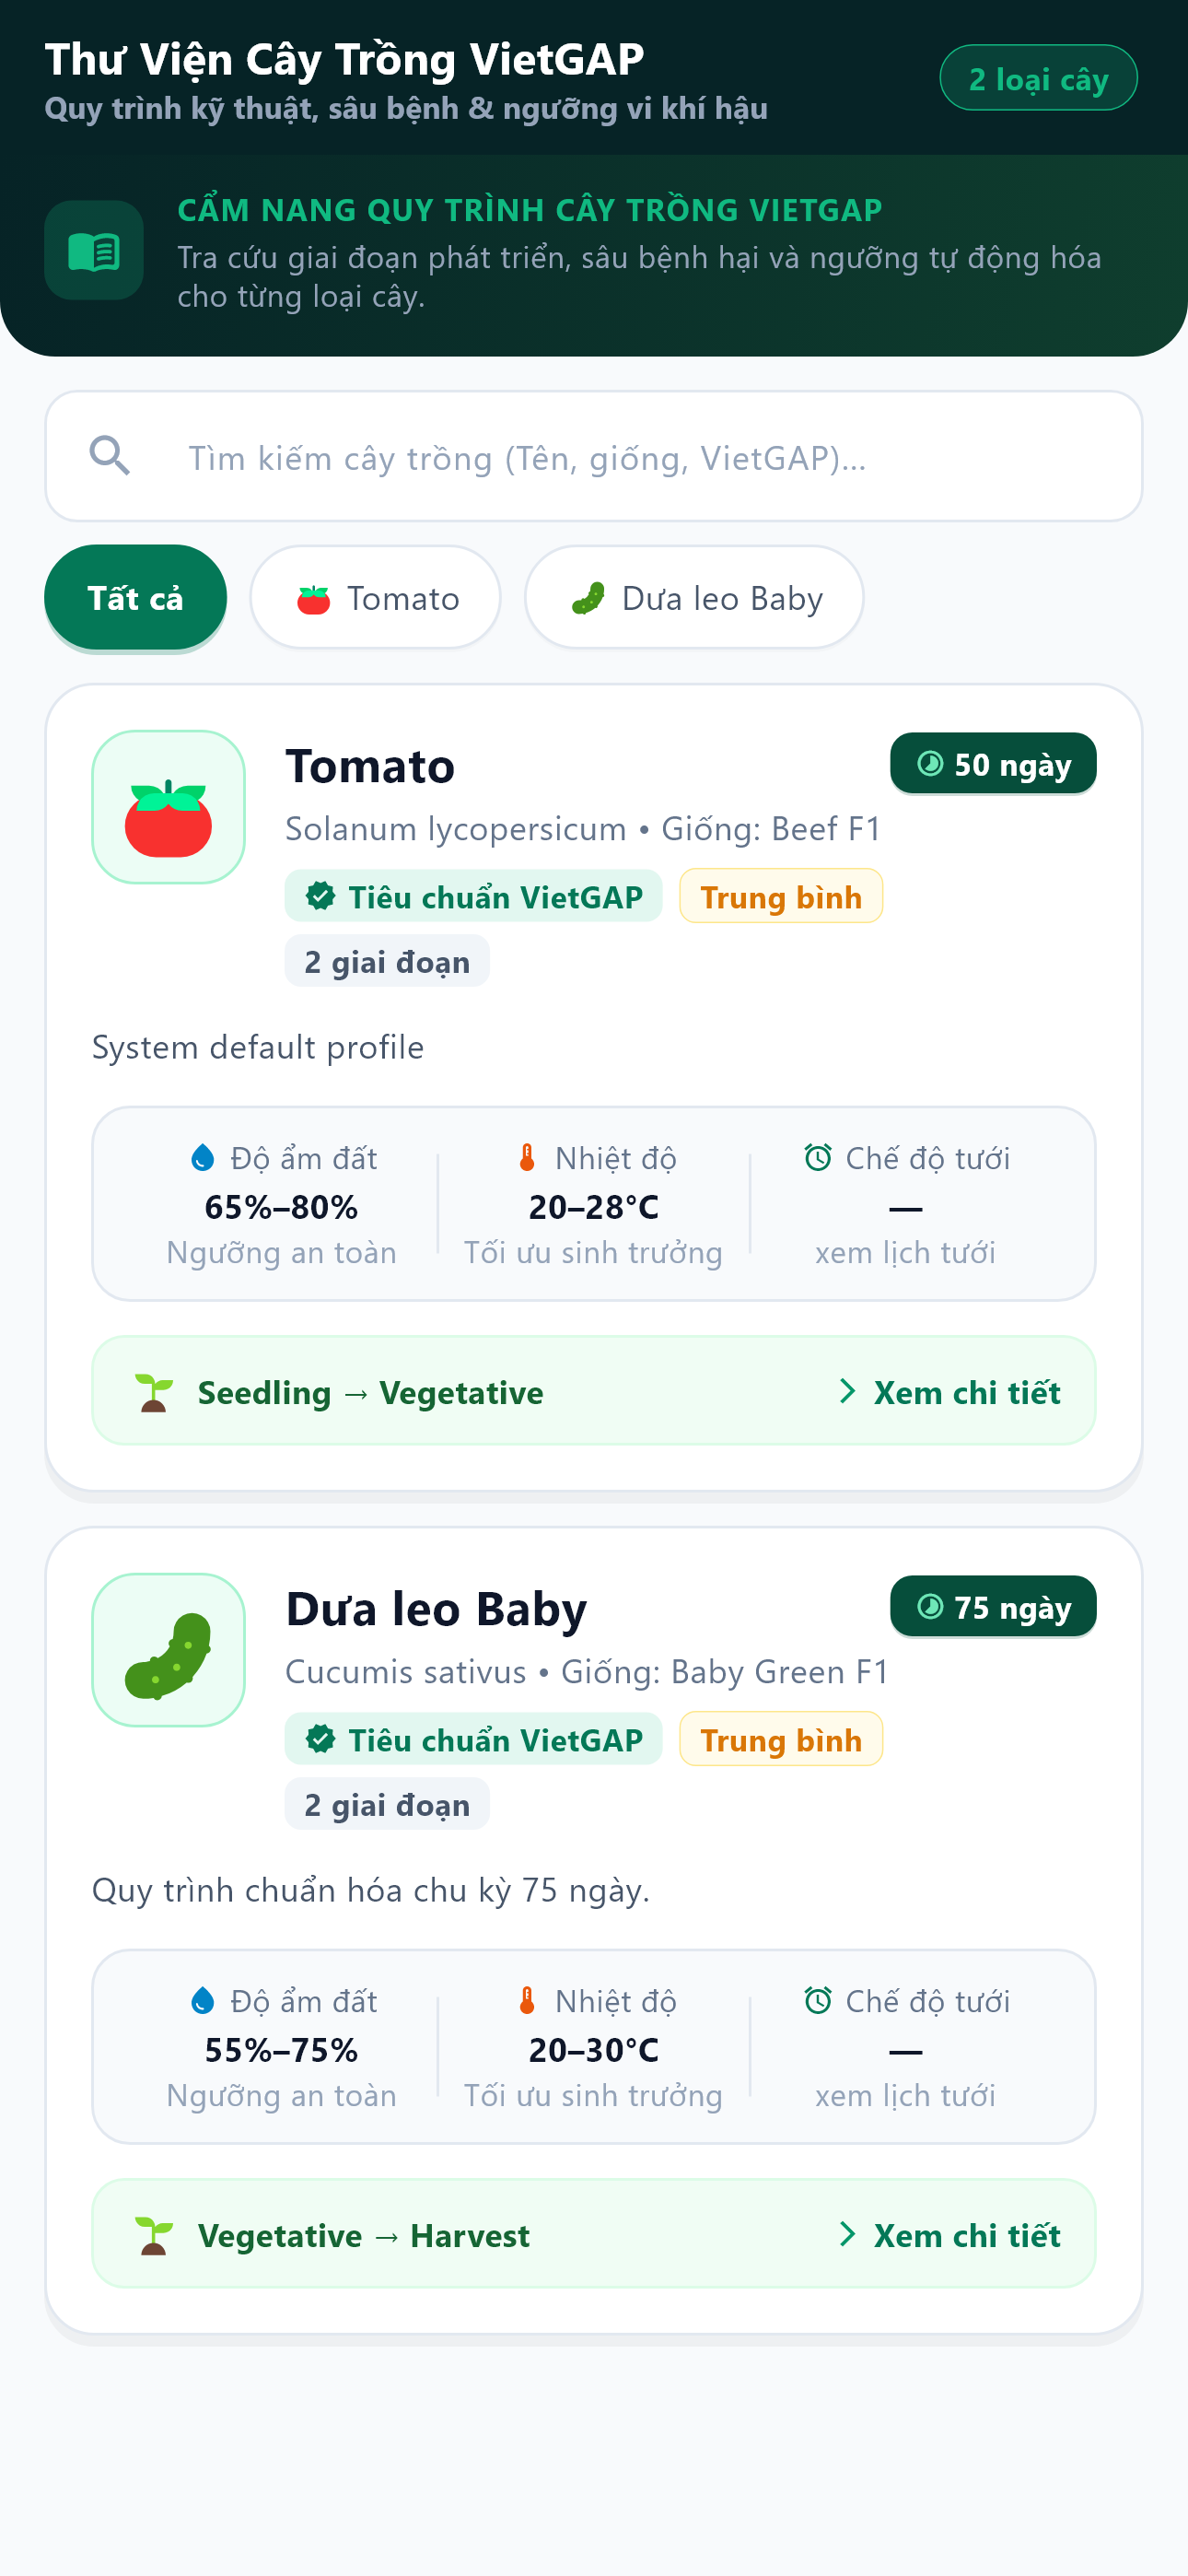 Thư Viện Cây Trồng VietGAP
Quy trình kỹ thuật, sâu bệnh & ngưỡng vi khí hậu
2 loại cây
CẨM NANG QUY TRÌNH CÂY TRỒNG VIETGAP
Tra cứu giai đoạn phát triển, sâu bệnh hại và ngưỡng tự động hóa
cho từng loại cây.
Tìm kiếm cây trồng (Tên, giống, VietGAP)...
Tất cả
Tomato
Dưa leo Baby
Tomato
50 ngày
Solanum lycopersicum • Giống: Beef F1
Tiêu chuẩn VietGAP
Trung bình
2 giai đoạn
System default profile
Độ ẩm đất
65%–80%
Ngưỡng an toàn
Nhiệt độ
20–28°C
Tối ưu sinh trưởng
Chế độ tưới
—
xem lịch tưới
Seedling → Vegetative
Xem chi tiết
Dưa leo Baby
75 ngày
Cucumis sativus • Giống: Baby Green F1
Tiêu chuẩn VietGAP
Trung bình
2 giai đoạn
Quy trình chuẩn hóa chu kỳ 75 ngày.
Độ ẩm đất
55%–75%
Ngưỡng an toàn
Nhiệt độ
20–30°C
Tối ưu sinh trưởng
Chế độ tưới
—
xem lịch tưới
Vegetative → Harvest
Xem chi tiết